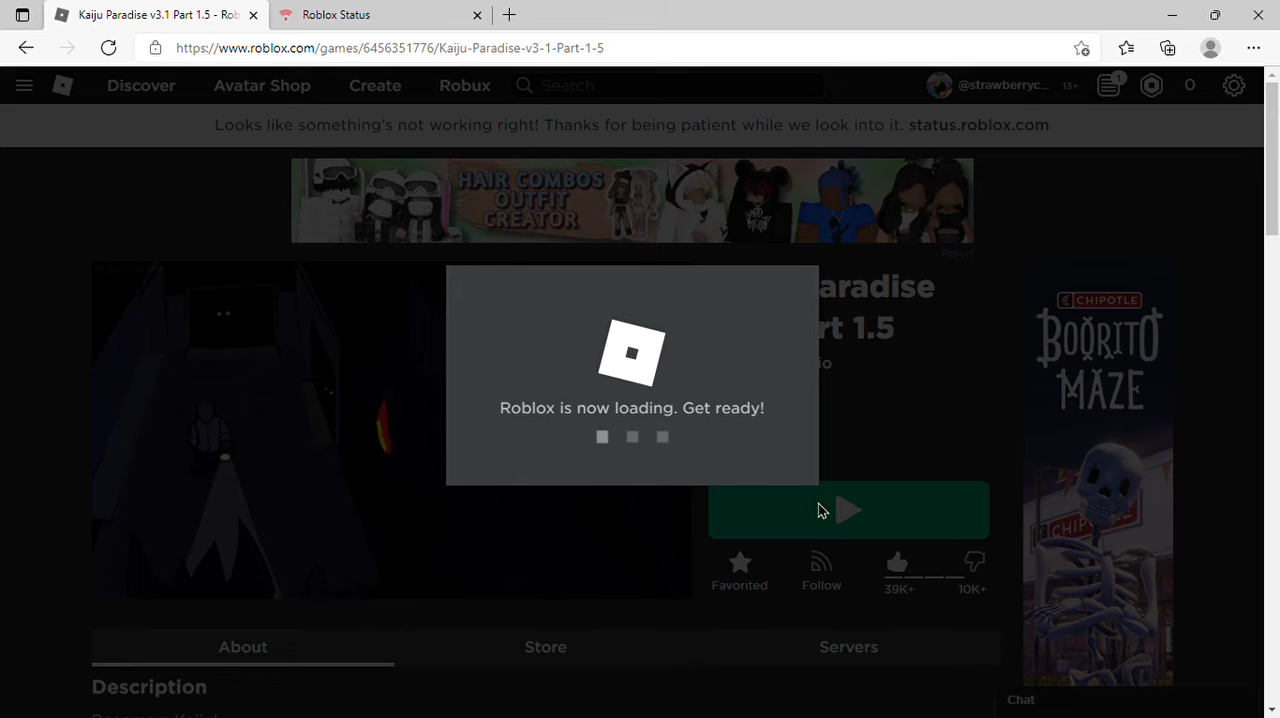 Kaiju Paradise v3.1 Part 1.5 - Rob
Roblox Status
https://www.roblox.com/games/6456351776/Kaiju-Paradise-v3-1-Part-1-5
Discover
Avatar Shop
Create
Robux
Search
@strawberryc...
13+
1
0
Looks like something's not working right! Thanks for being patient while we look into it. status.roblox.com
HAIR COMBOS
OUTFIT
CREATOR
Report
aradise
rt 1.5
io
CHIPOTLE
BOORITO
MAZE
Roblox is now loading. Get ready!
Favorited
Follow
39K+
10K+
About
Store
Servers
Description
Chat